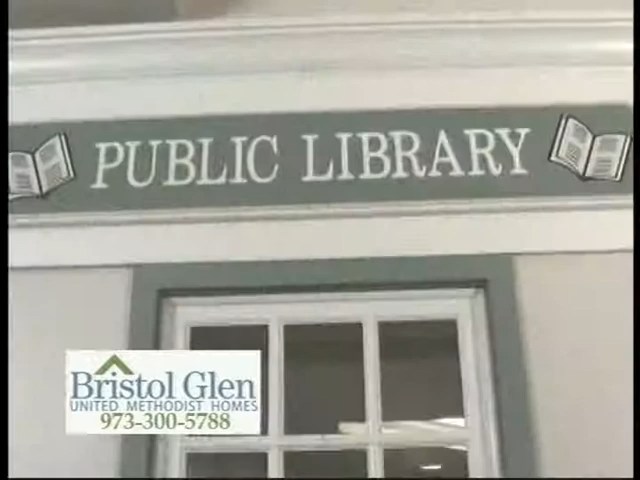 PUBLIC LIBRARY
Bristol Glen
UNITED METHODIST HOMES
973-300-5788